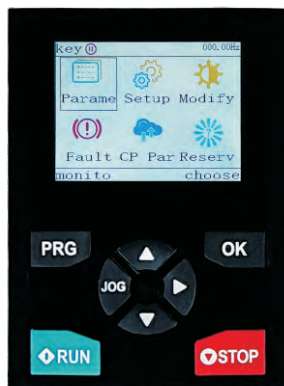 key 000.00Hz
Parame Setup Modify
Fault CP Par Reserv
monito choose
PRG OK
JOG
RUN STOP